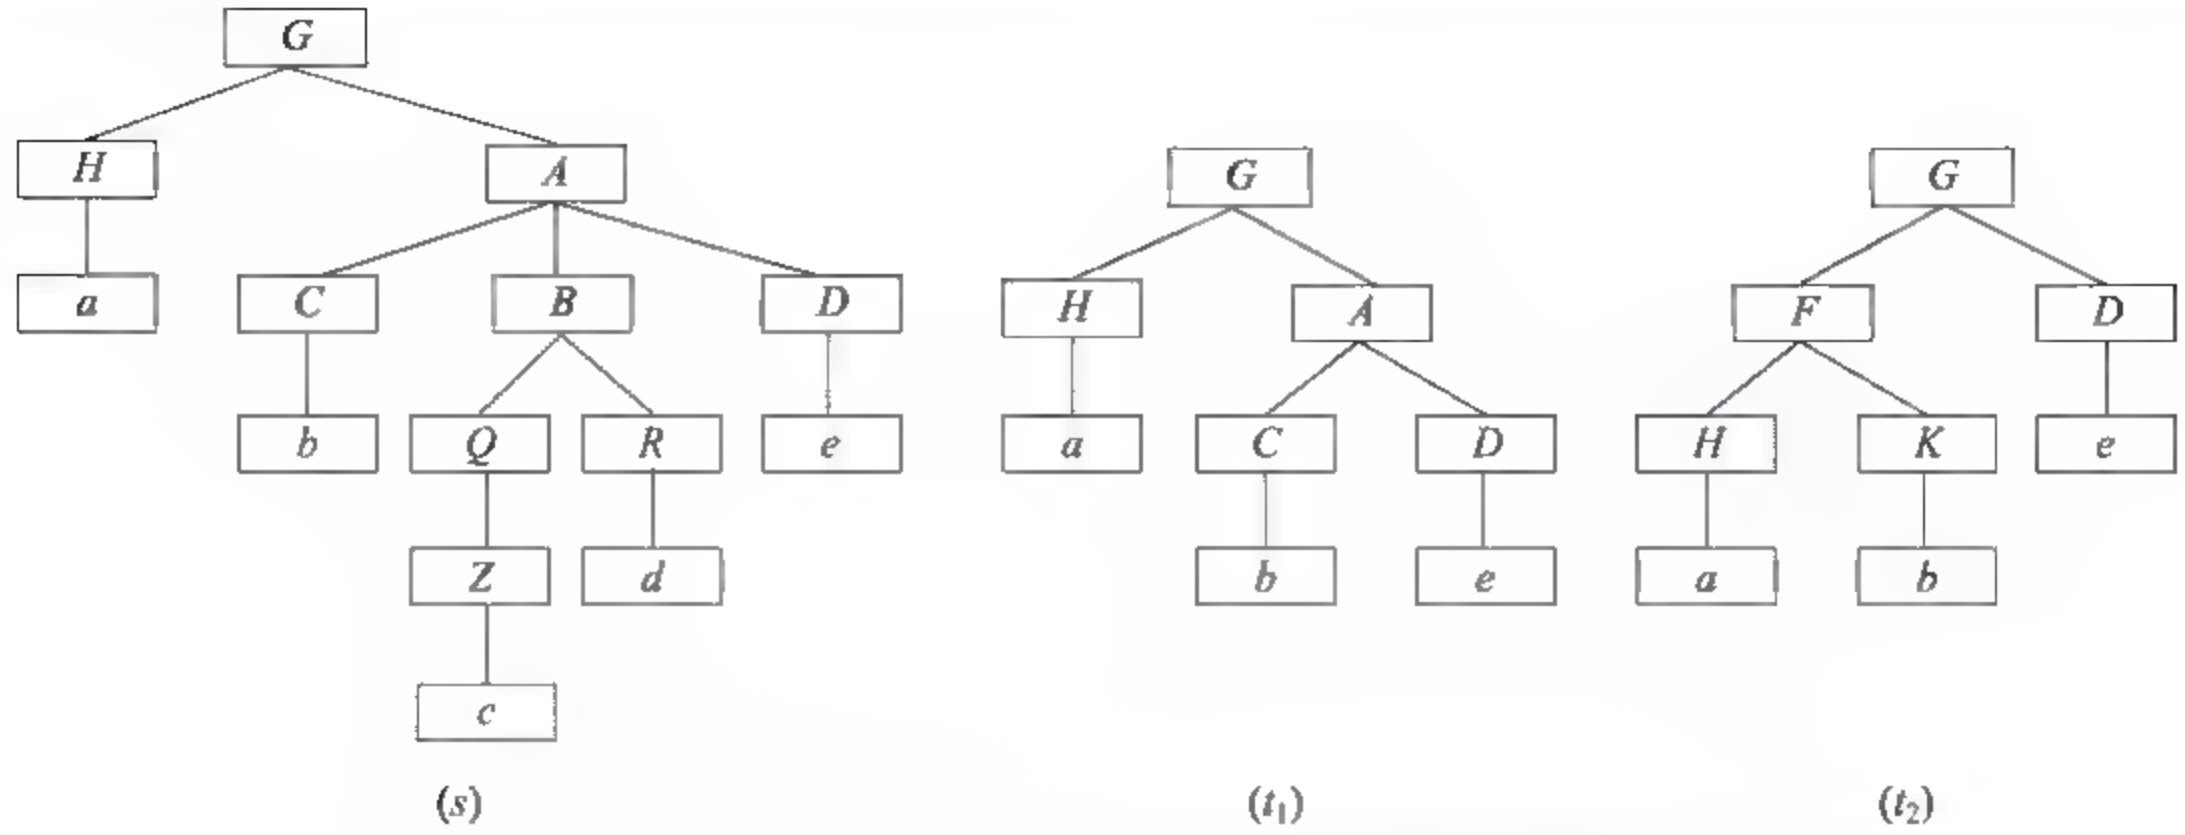 G
H A G G
C B D H A F D
a
b Q R e a C D H K e
Z d b e a b
c
(s) (t₁) (t₂)